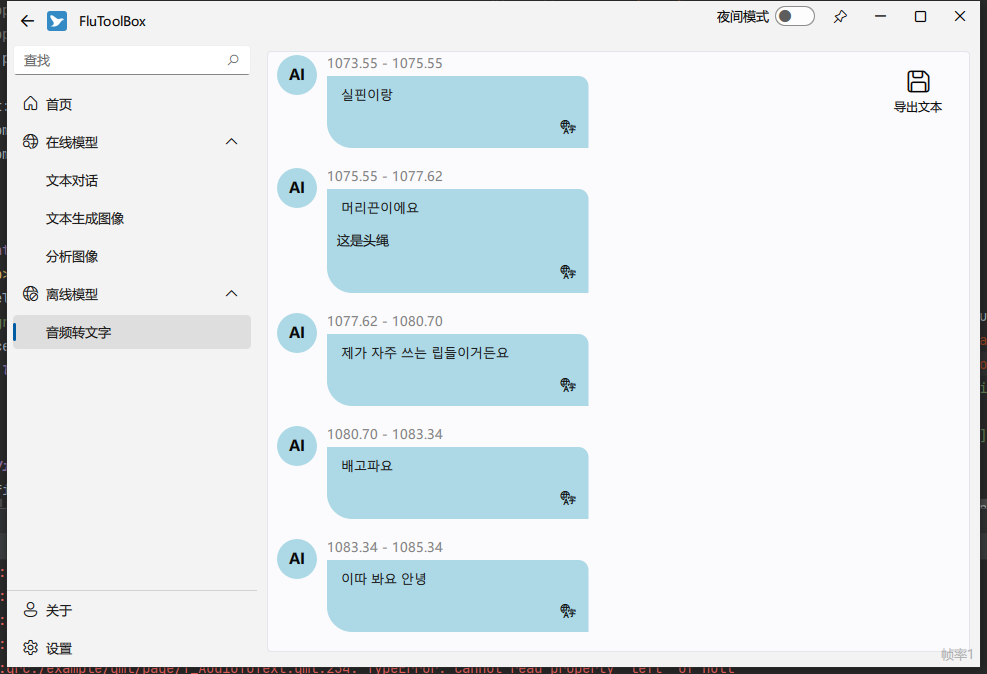 FluToolBox
夜间模式
查找
首页
在线模型
文本对话
文本生成图像
分析图像
离线模型
音频转文字
关于
设置
AI
1073.55 - 1075.55
실핀이랑
AI
1075.55 - 1077.62
머리끈이에요
这是头绳
AI
1077.62 - 1080.70
제가 자주 쓰는 립들이거든요
AI
1080.70 - 1083.34
배고파요
AI
1083.34 - 1085.34
이따 봐요 안녕
导出文本
帧率1
:qrc:/example/qml/page/T_AudioToText.qml:254: TypeError: Cannot read property 'left' of null